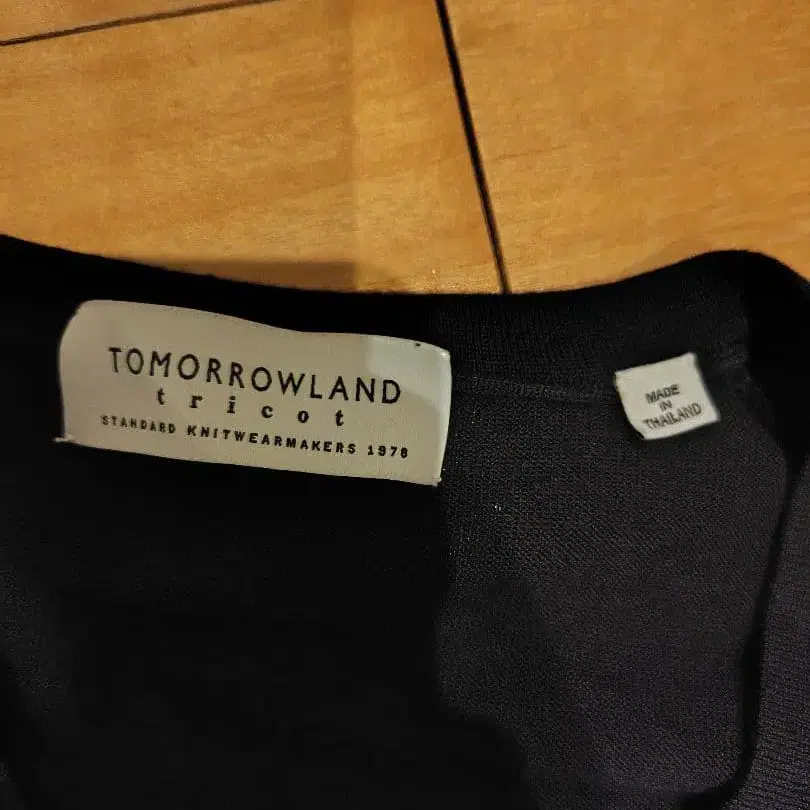 TOMORROWLAND
tricot
STANDARD KNITWEARMAKERS 1978
MADE
IN
THAILAND